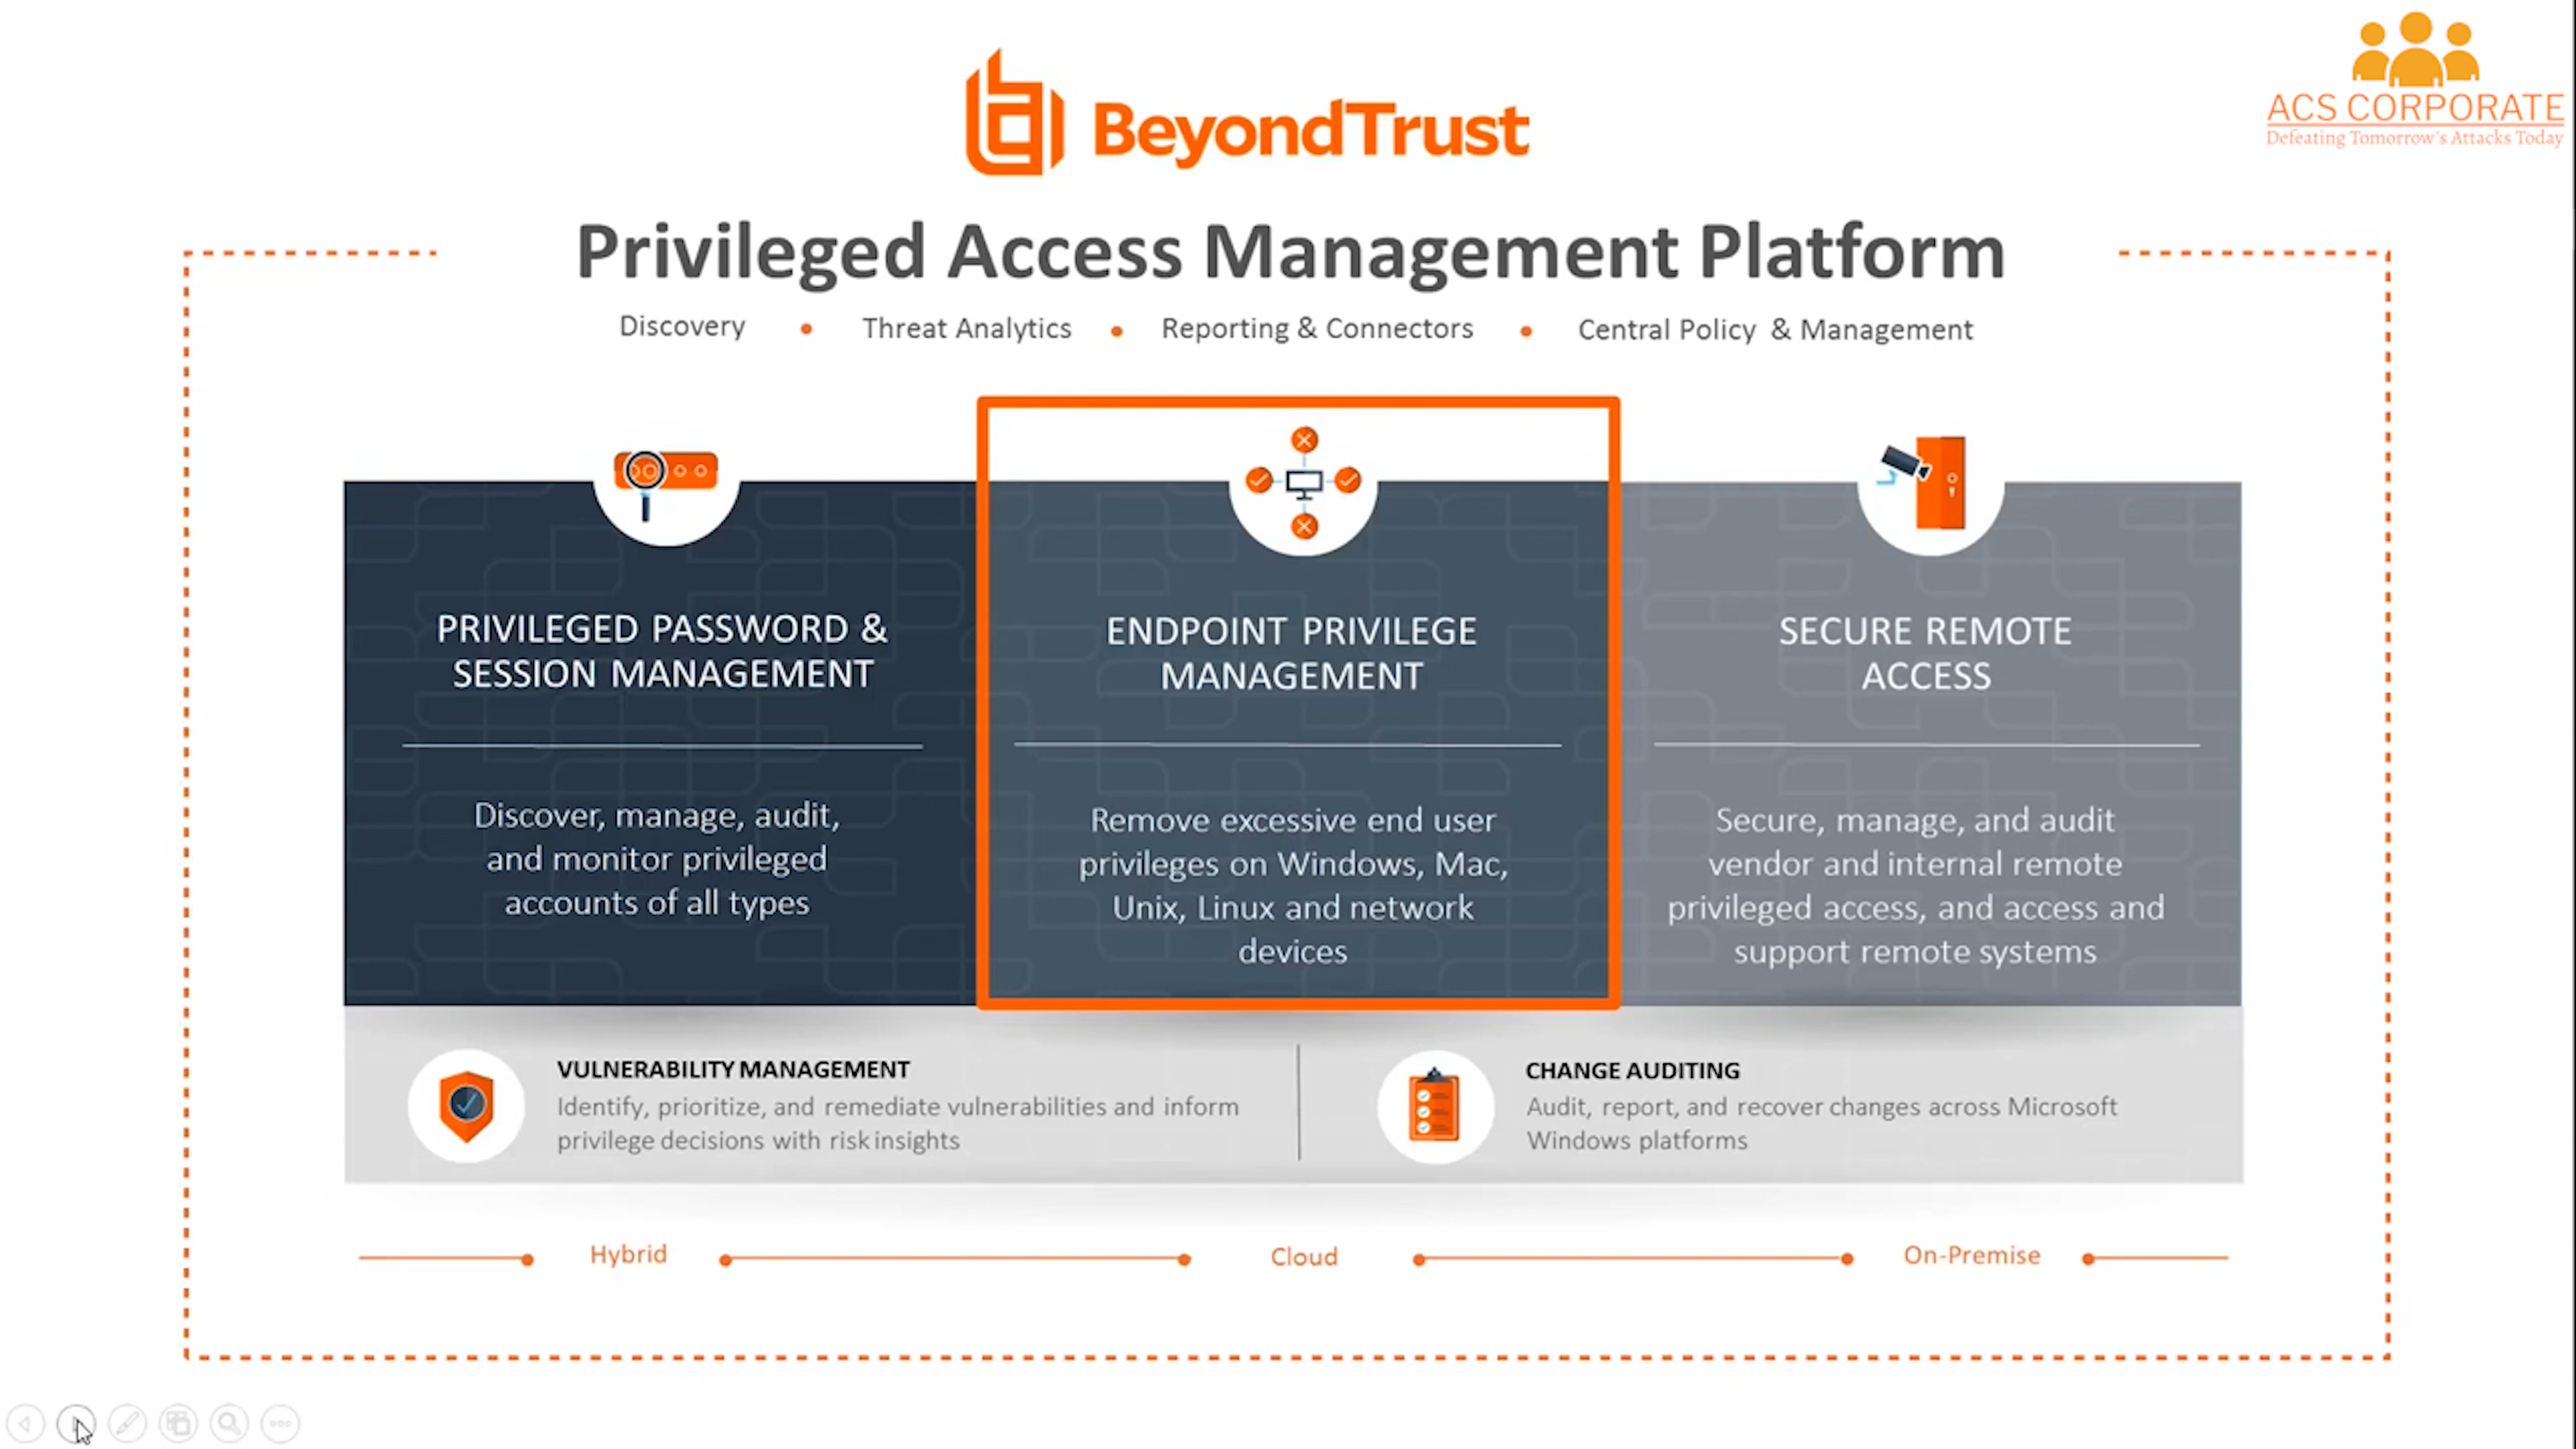 ACS CORPORATE
Defeating Tomorrow's Attacks Today
BeyondTrust
Privileged Access Management Platform
Discovery • Threat Analytics • Reporting & Connectors • Central Policy & Management
PRIVILEGED PASSWORD &
SESSION MANAGEMENT
Discover, manage, audit,
and monitor privileged
accounts of all types
ENDPOINT PRIVILEGE
MANAGEMENT
Remove excessive end user
privileges on Windows, Mac,
Unix, Linux and network
devices
SECURE REMOTE
ACCESS
Secure, manage, and audit
vendor and internal remote
privileged access, and access and
support remote systems
VULNERABILITY MANAGEMENT
Identify, prioritize, and remediate vulnerabilities and inform
privilege decisions with risk insights
CHANGE AUDITING
Audit, report, and recover changes across Microsoft
Windows platforms
Hybrid
Cloud
On-Premise